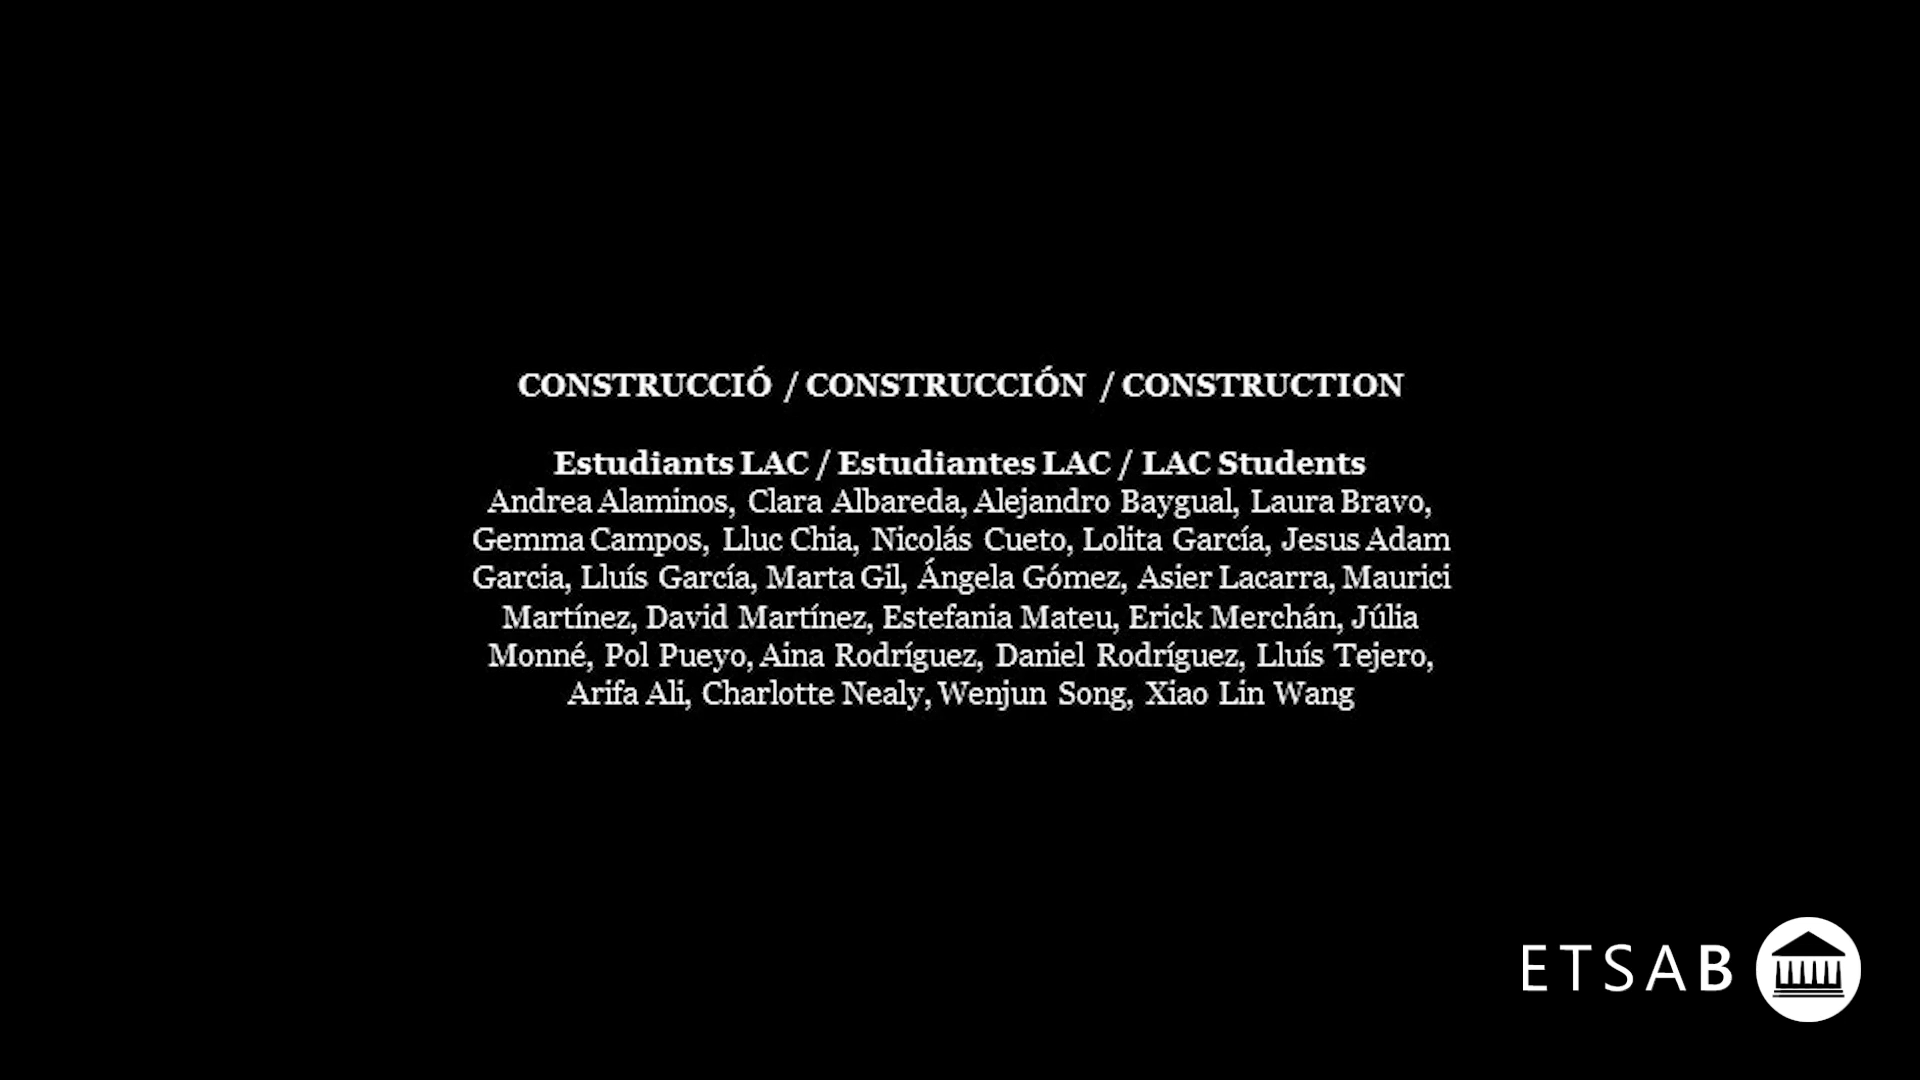 CONSTRUCCIÓ / CONSTRUCCIÓN / CONSTRUCTION
Estudiants LAC / Estudiantes LAC / LAC Students
Andrea Alaminos, Clara Albareda, Alejandro Baygual, Laura Bravo,
Gemma Campos, Lluc Chia, Nicolás Cueto, Lolita García, Jesus Adam
Garcia, Lluís García, Marta Gil, Ángela Gómez, Asier Lacarra, Maurici
Martínez, David Martínez, Estefania Mateu, Erick Merchán, Júlia
Monné, Pol Pueyo, Aina Rodríguez, Daniel Rodríguez, Lluís Tejero,
Arifa Ali, Charlotte Nealy, Wenjun Song, Xiao Lin Wang
ETSAB